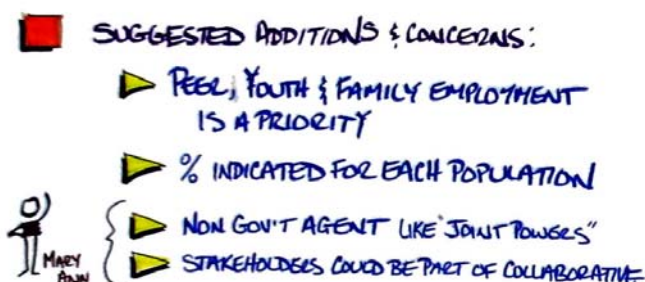 SUGGESTED ADDITIONS & CONCERNS:
PEER, YOUTH & FAMILY EMPLOYMENT
IS A PRIORITY
% INDICATED FOR EACH POPULATION
NON GOV'T AGENT LIKE "JOINT POWERS"
STAKEHOLDERS COULD BE PART OF COLLABORATIVE.
MARY
ANN